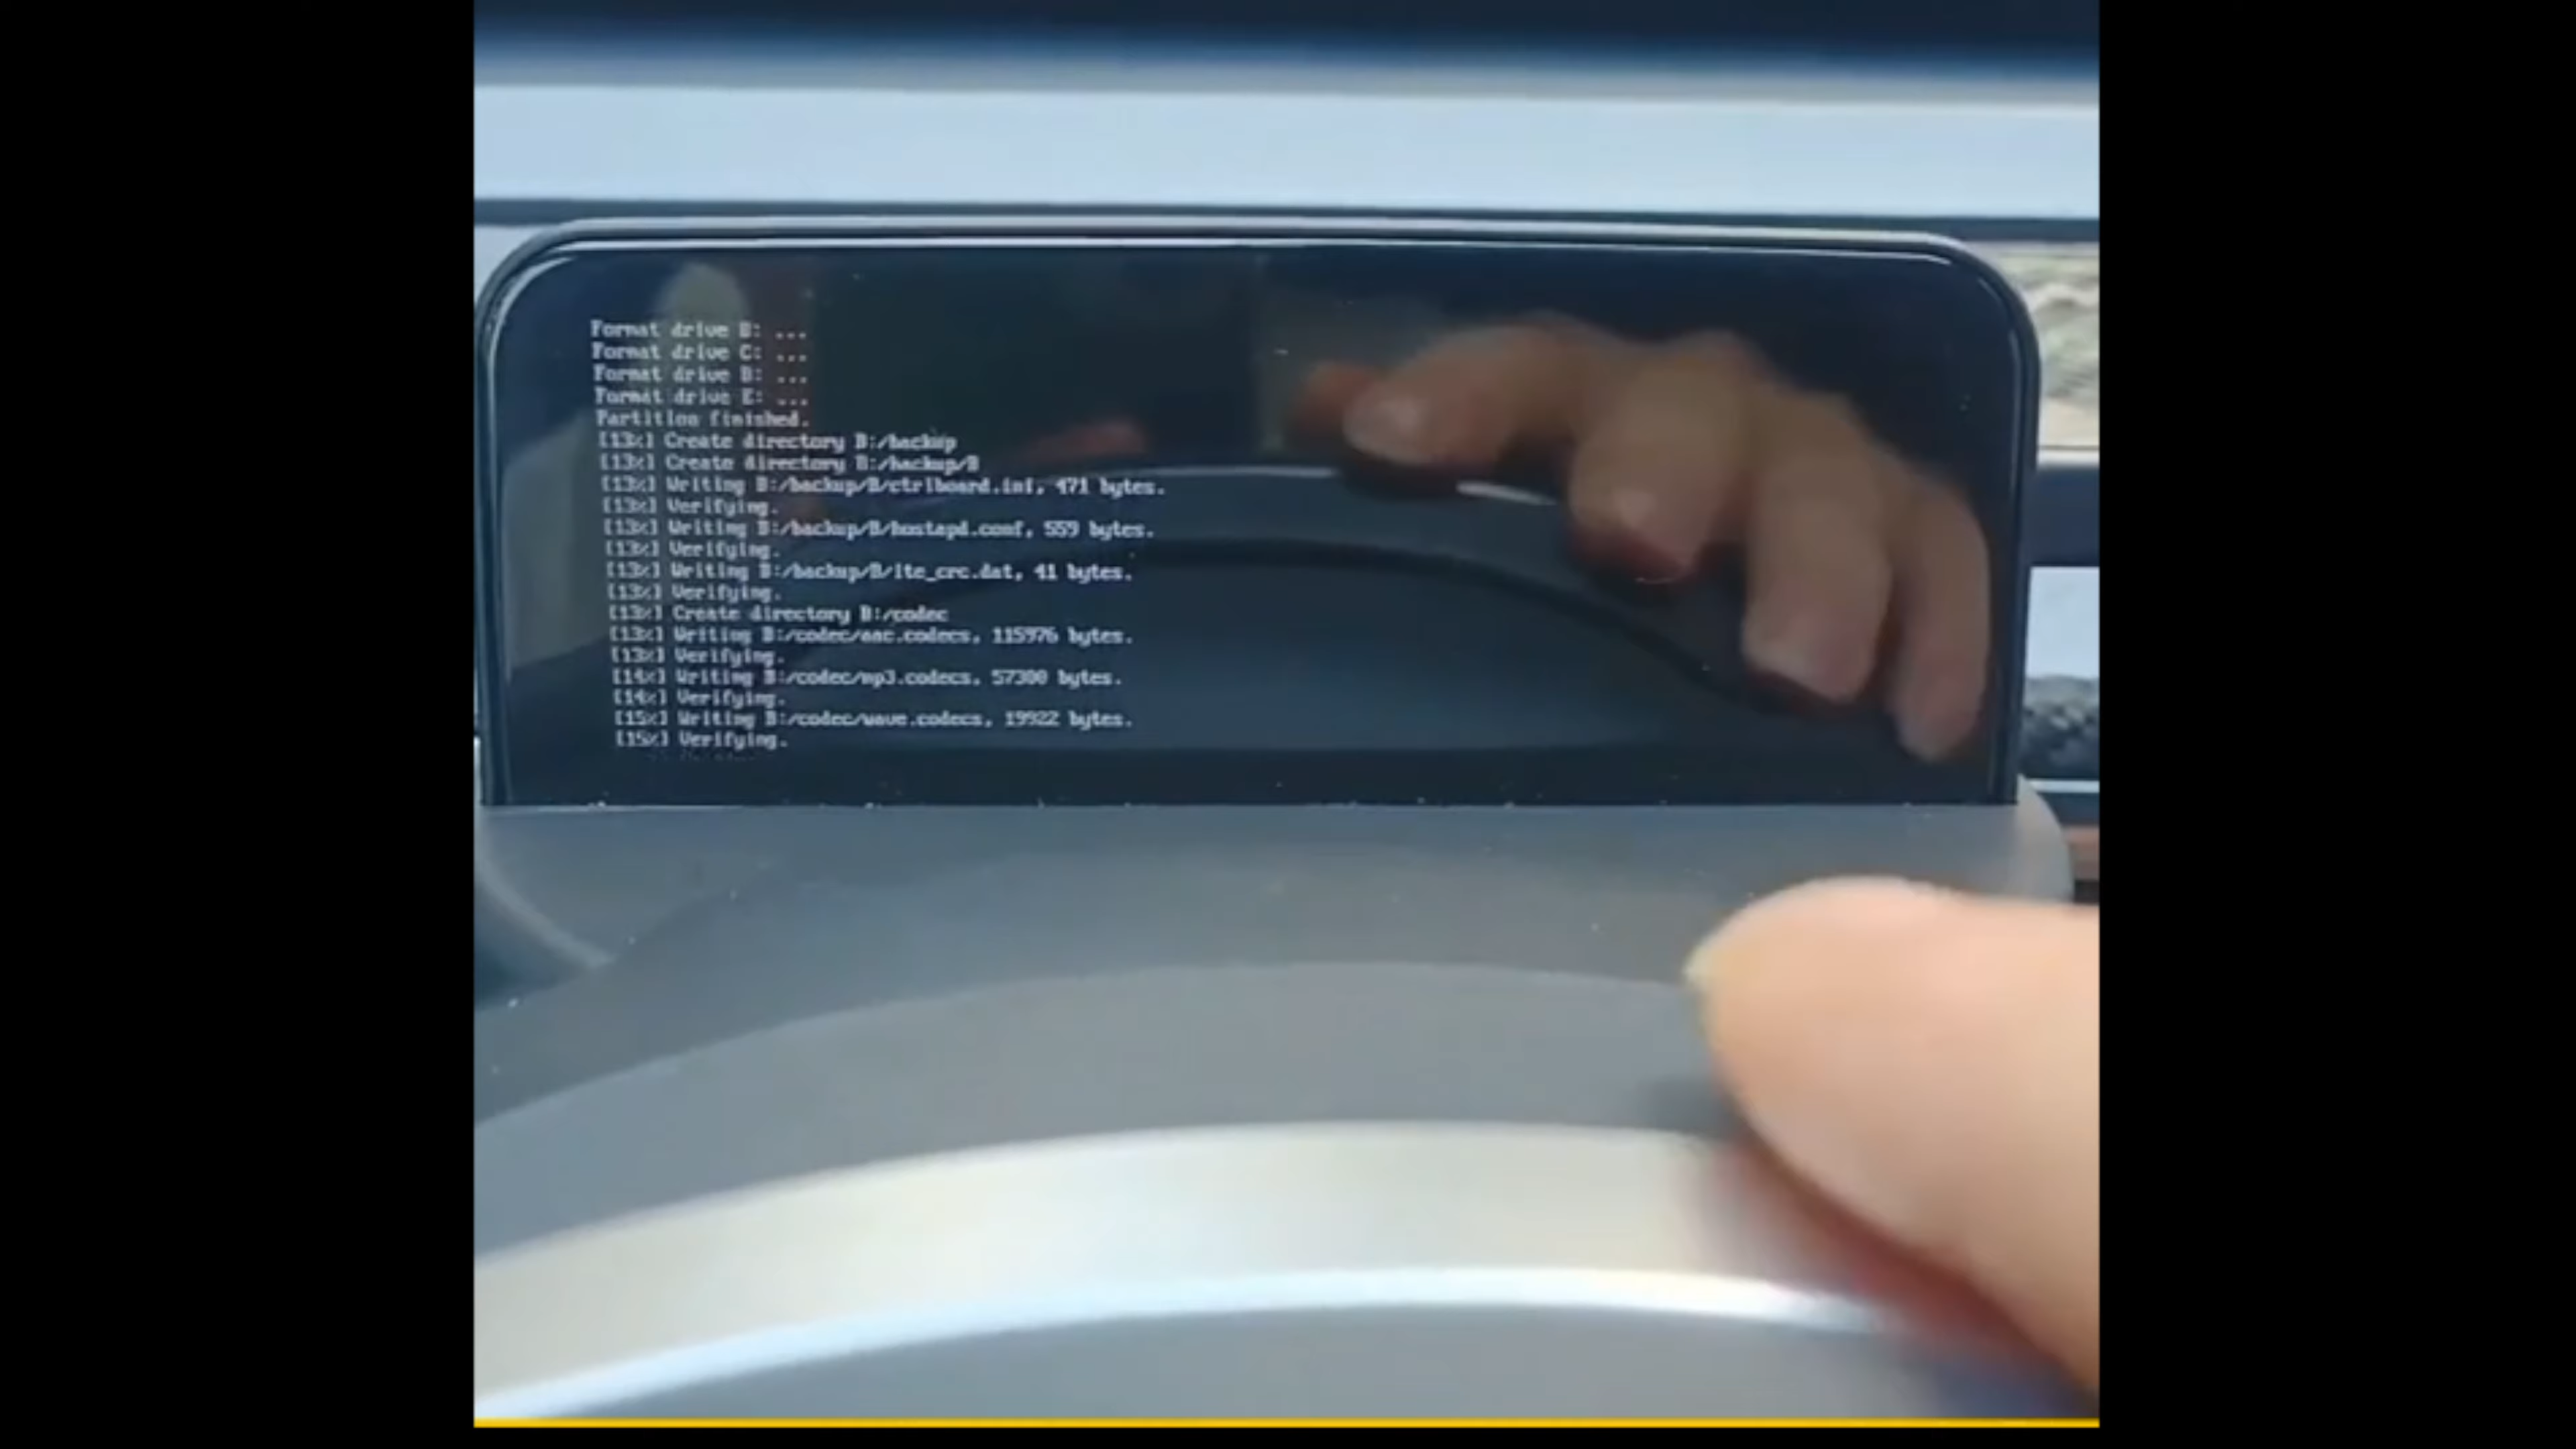 Format drive B: ...
Format drive C: ...
Format drive D: ...
Format drive E: ...
Partition finished.
[13%] Create directory B:/backup
[13%] Create directory B:/backup/B
[13%] Writing B:/backup/B/ctrlboard.ini, 471 bytes.
[13%] Verifying.
[13%] Writing B:/backup/B/hostapd.conf, 559 bytes.
[13%] Verifying.
[13%] Writing B:/backup/B/ite_crc.dat, 41 bytes.
[13%] Verifying.
[13%] Create directory B:/codec
[13%] Writing B:/codec/aac.codecs, 115976 bytes.
[13%] Verifying.
[14%] Writing B:/codec/mp3.codecs, 57300 bytes.
[14%] Verifying.
[15%] Writing B:/codec/wave.codecs, 19922 bytes.
[15%] Verifying.